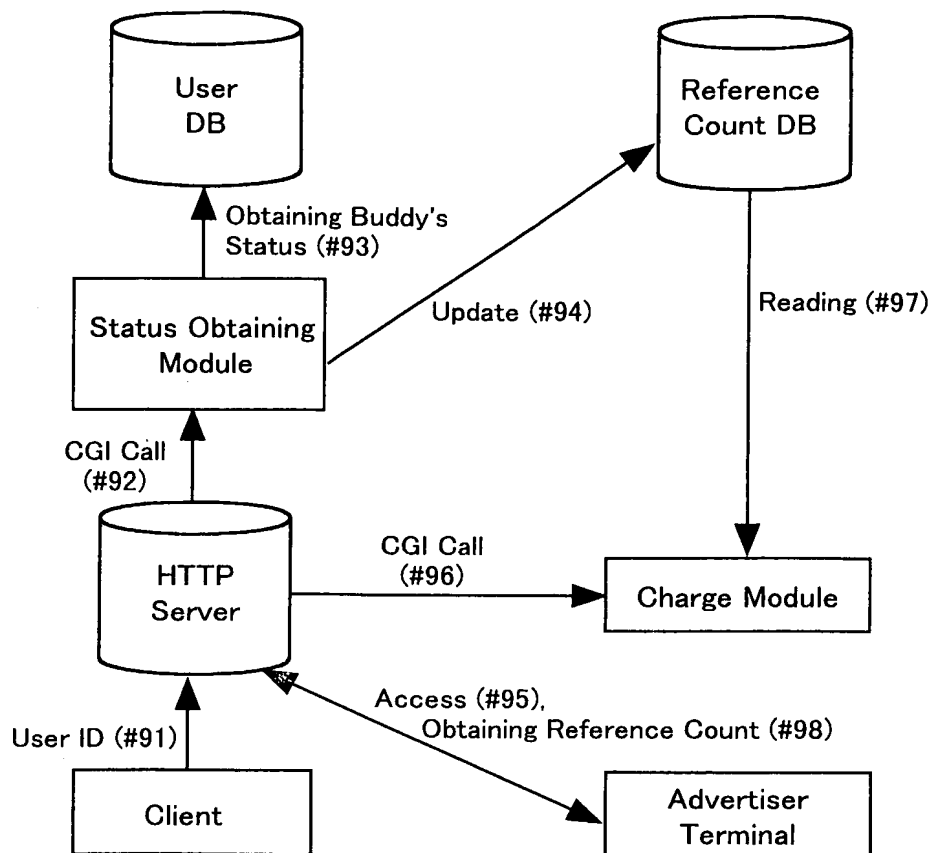 User
DB
Reference
Count DB
Obtaining Buddy's
Status (#93)
Update (#94)
Reading (#97)
Status Obtaining
Module
CGI Call
(#92)
CGI Call
(#96)
HTTP
Server
Charge Module
Access (#95),
Obtaining Reference Count (#98)
User ID (#91)
Client
Advertiser
Terminal